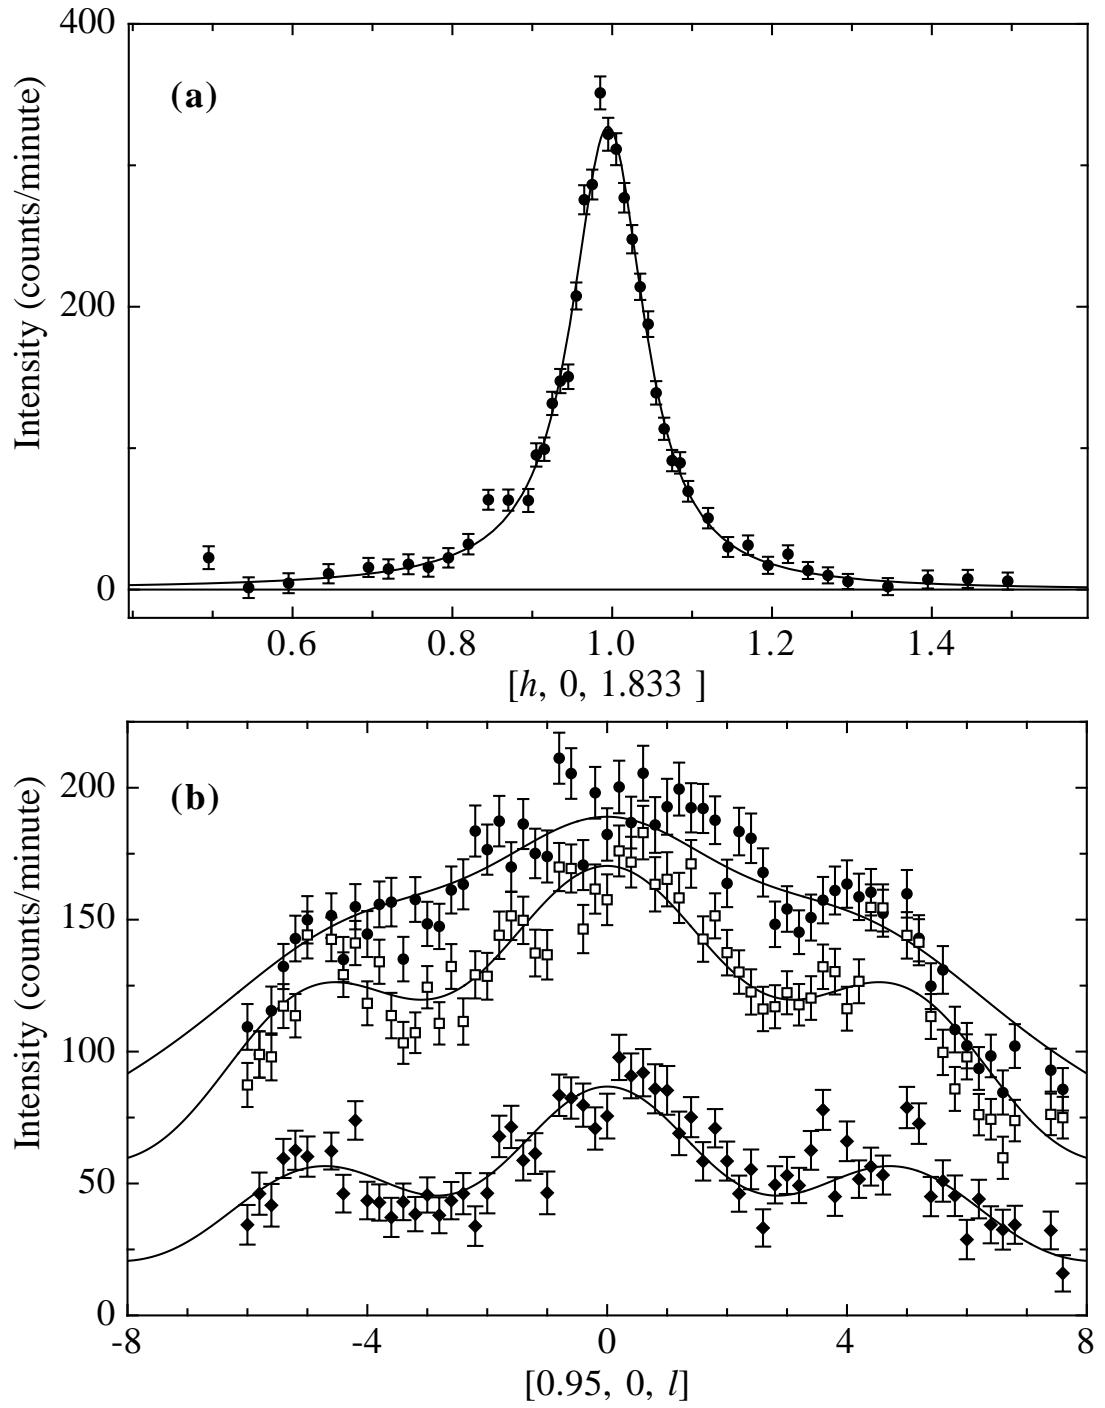 400
(a)
Intensity (counts/minute)
200
0
0.6 0.8 1.0 1.2 1.4
[h, 0, 1.833 ]
200
(b)
Intensity (counts/minute)
150
100
50
0
-8 -4 0 4 8
[0.95, 0, l]